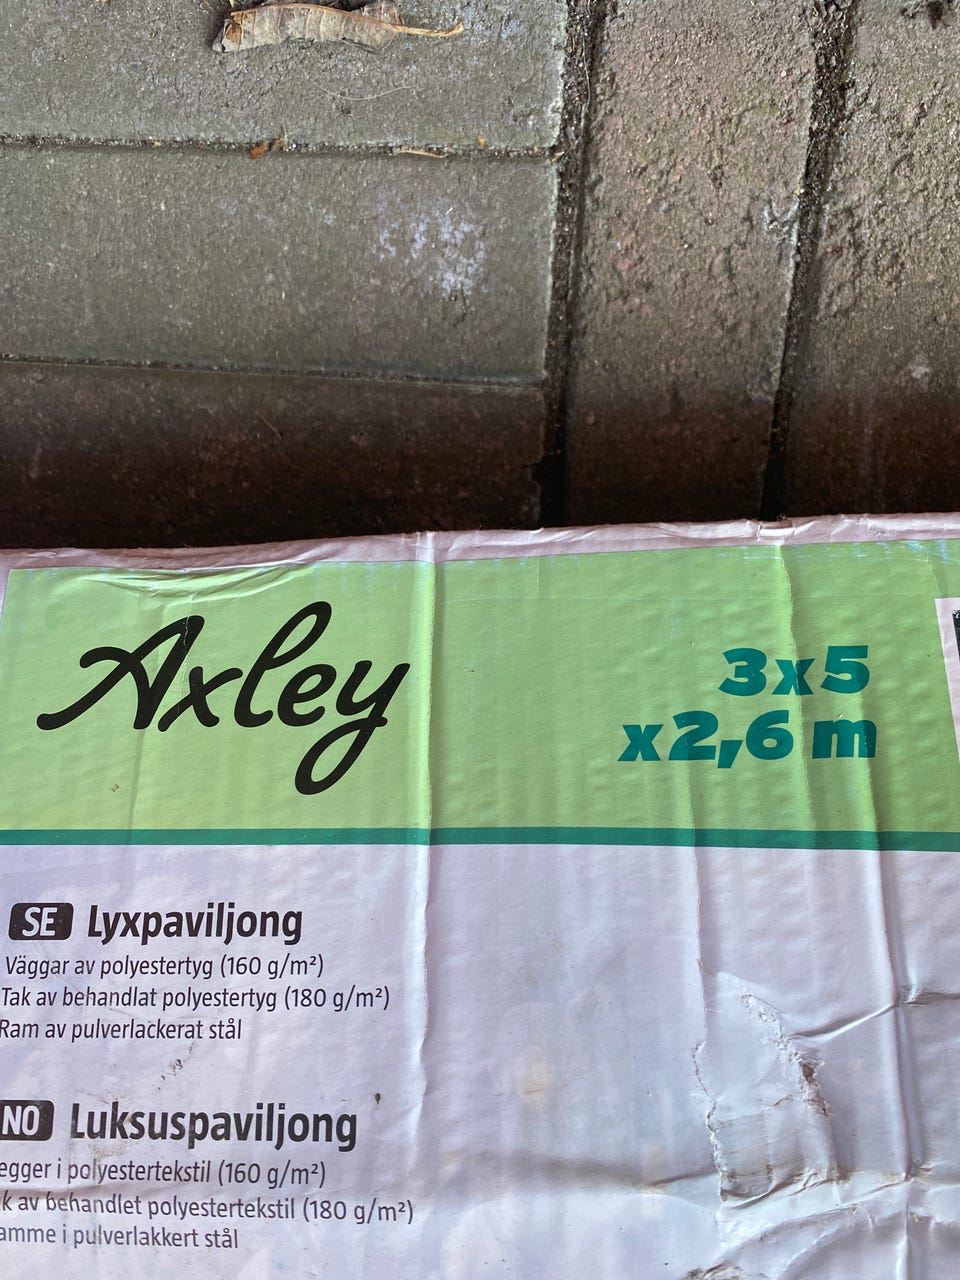 Axley
3x5
x2,6 m
SE Lyxpaviljong
Väggar av polyestertyg (160 g/m²)
Tak av behandlat polyestertyg (180 g/m²)
Ram av pulverlackerat stål
NO Luksuspaviljong
egger i polyestertekstil (160 g/m²)
k av behandlet polyestertekstil (180 g/m²)
amme i pulverlakkert stål